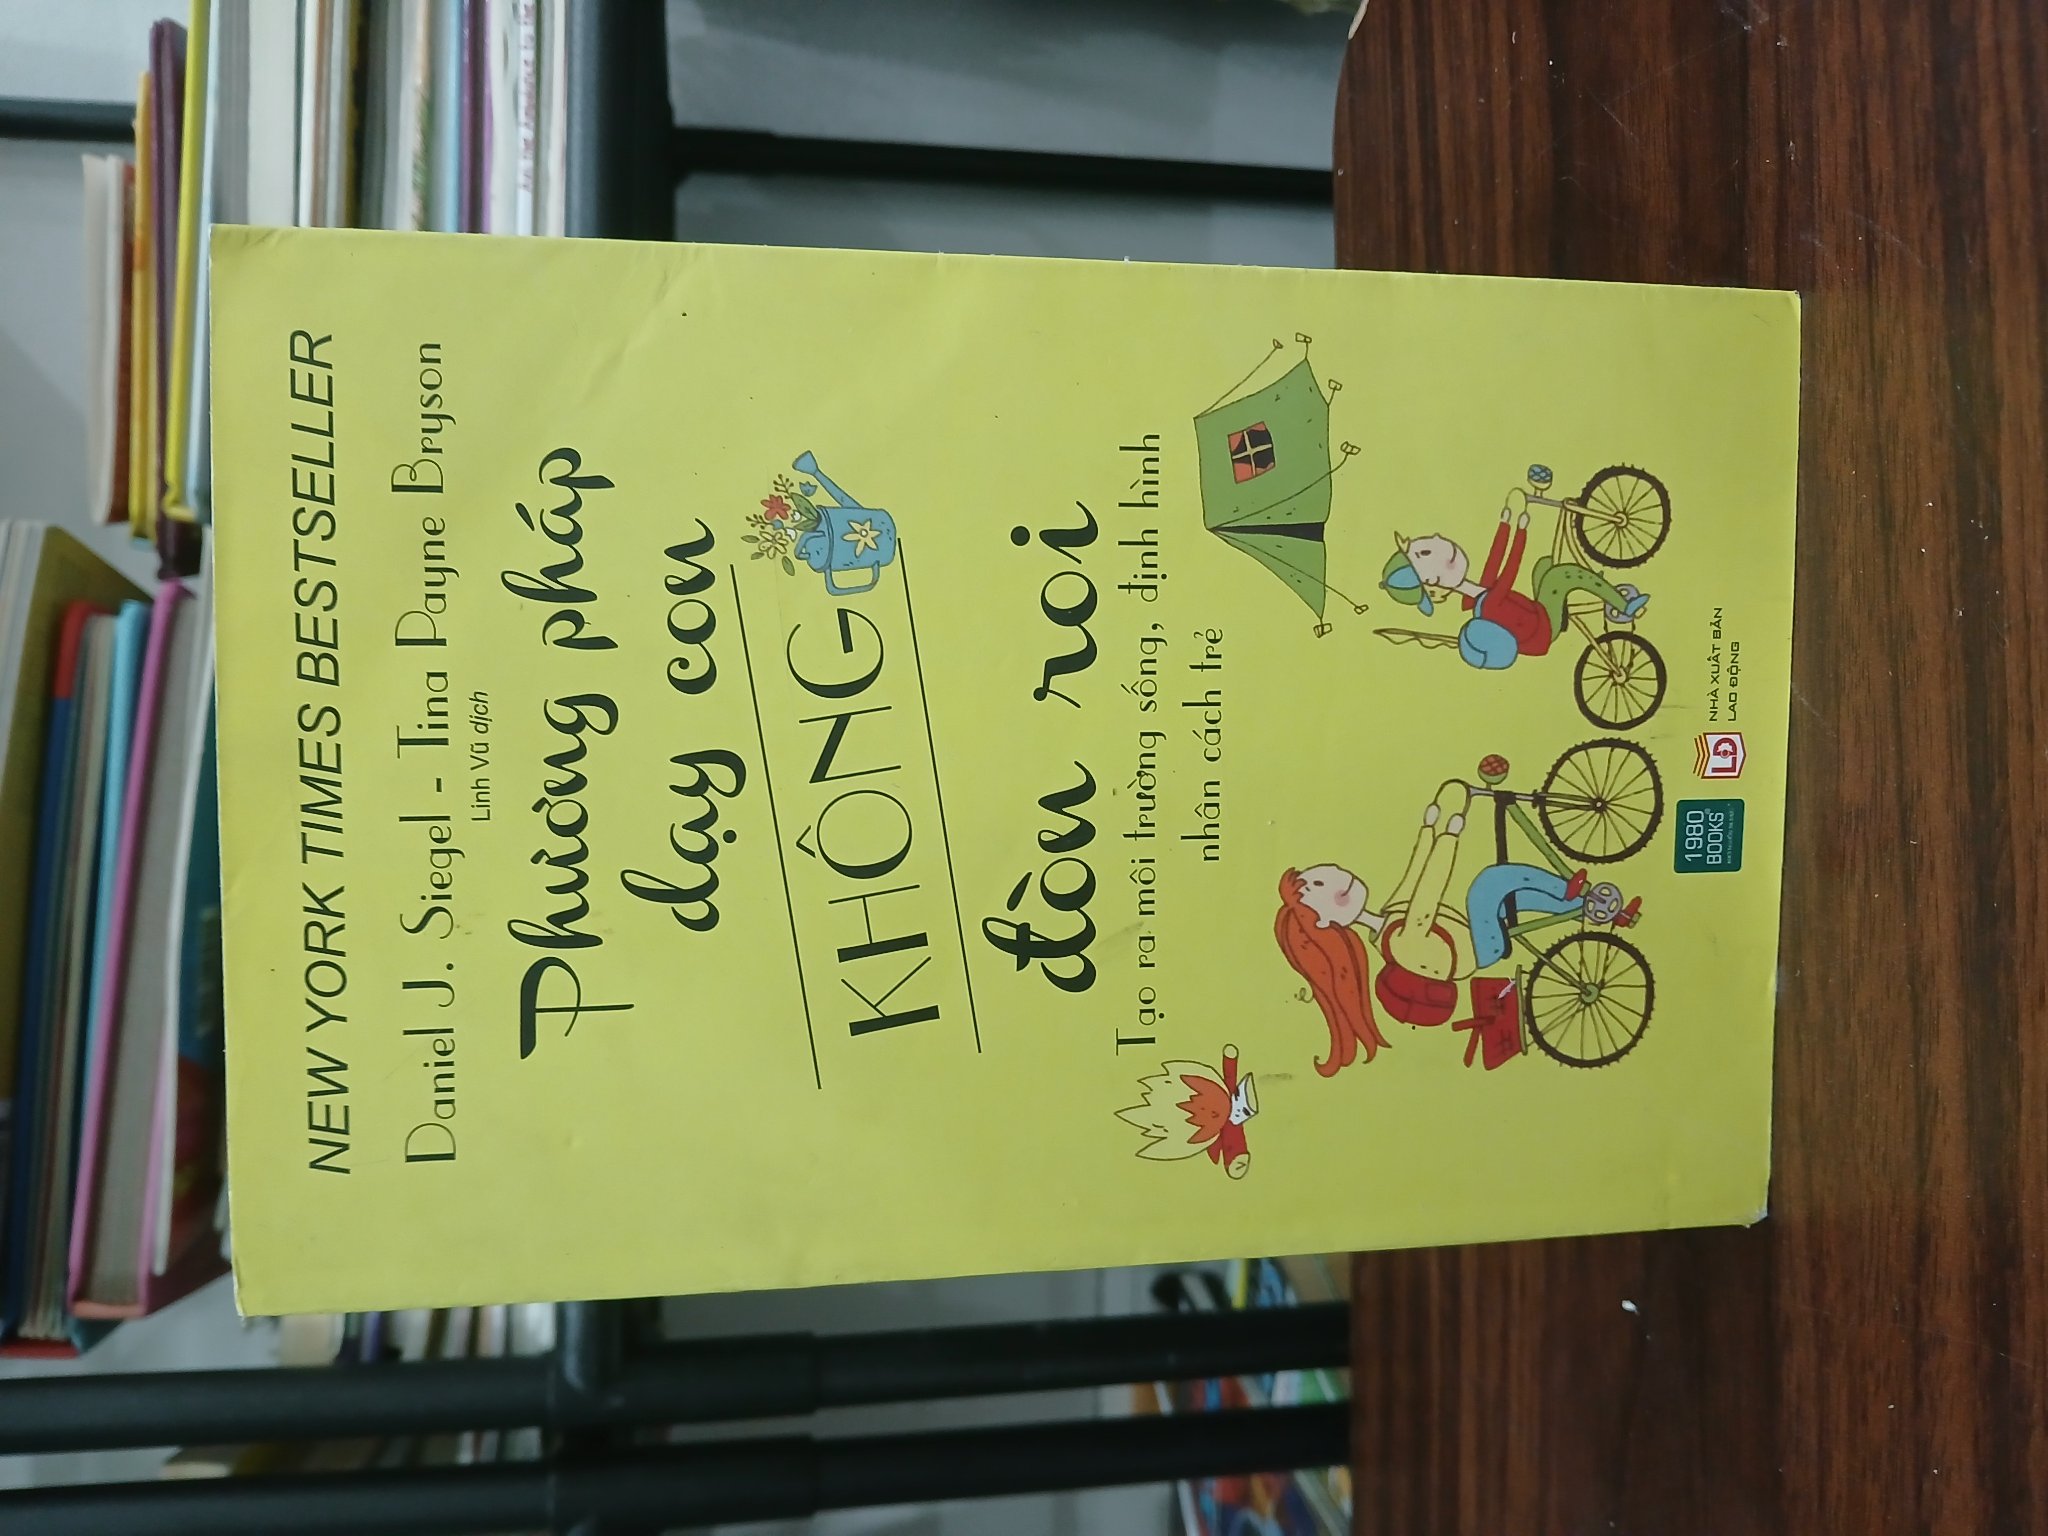 NEW YORK TIMES BESTSELLER
Daniel J. Siegel - Tina Payne Bryson
Linh Vũ dịch
Phương pháp
dạy con
KHÔNG
đòn roi
Tạo ra môi trường sống, định hình
nhân cách trẻ
1980
BOOKS
NHÀ XUẤT BẢN
LAO ĐỘNG